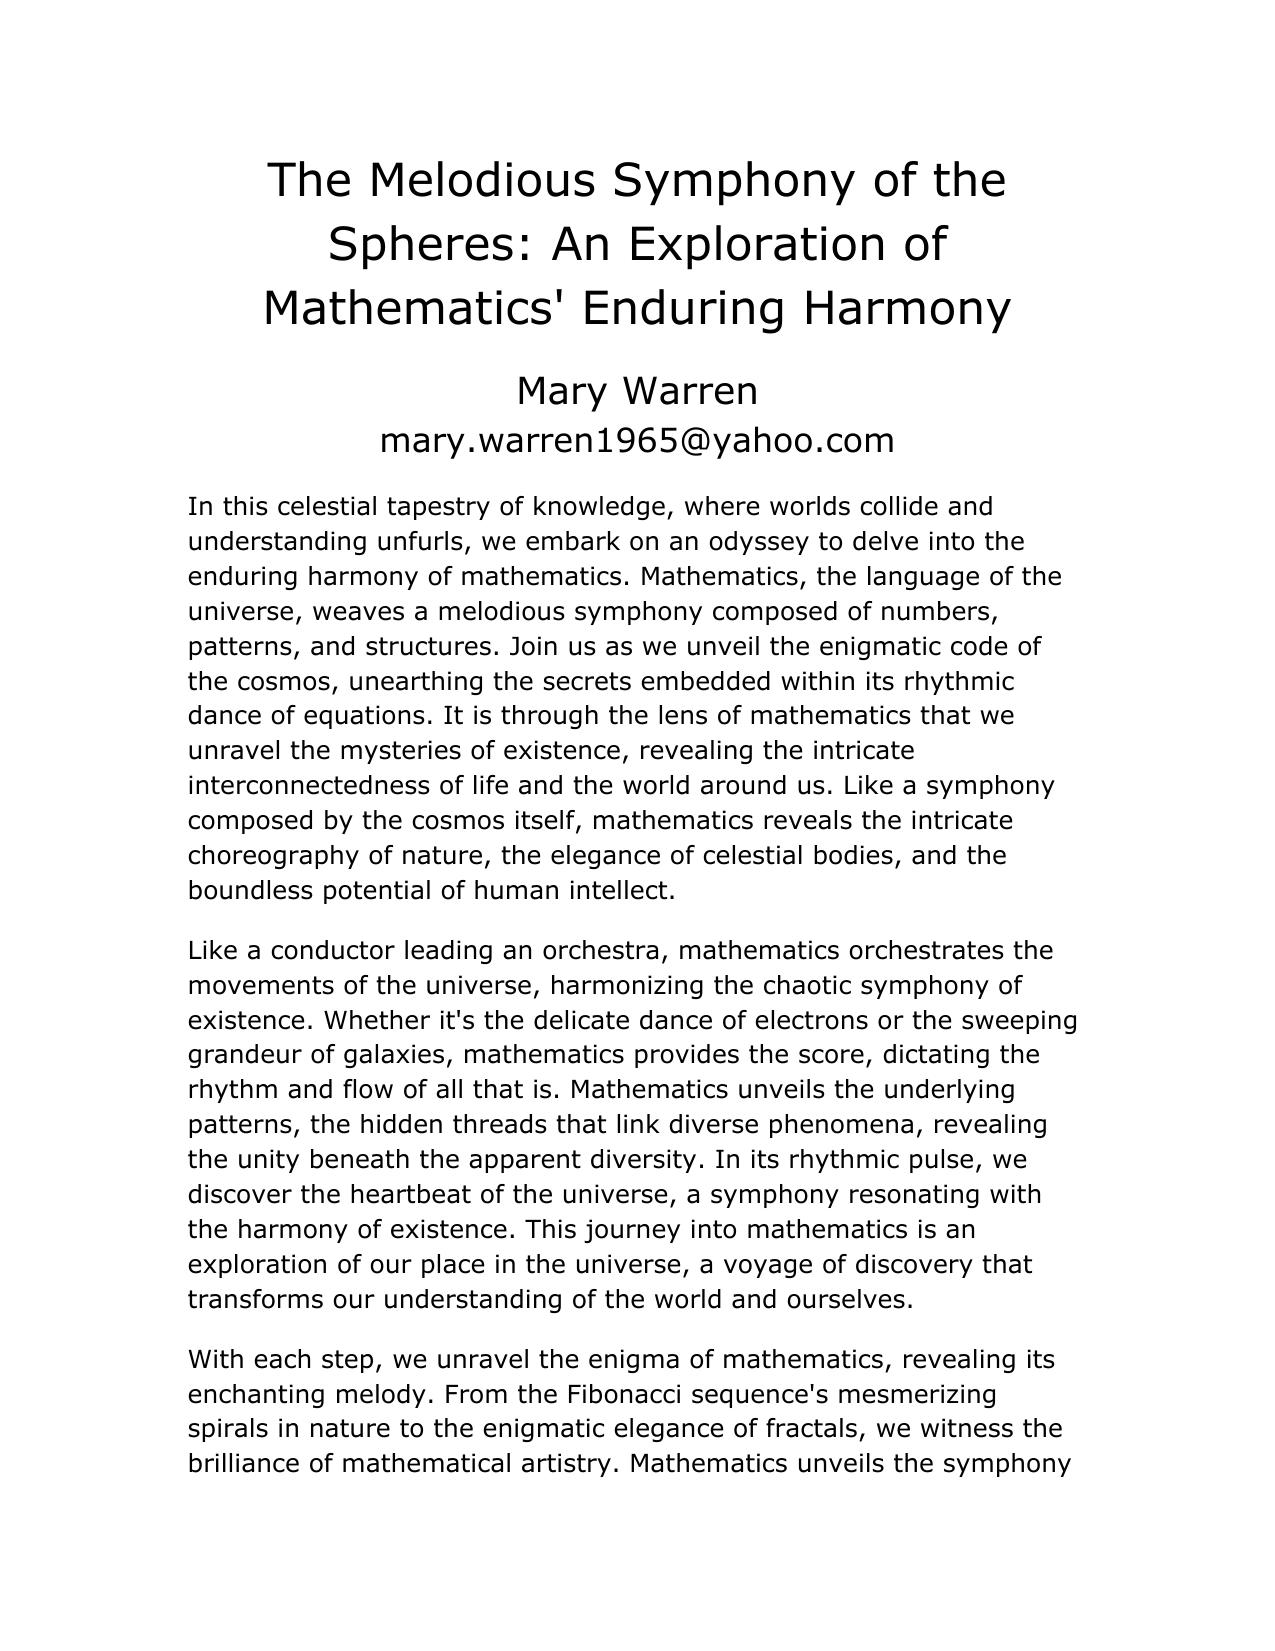 The Melodious Symphony of the
Spheres: An Exploration of
Mathematics' Enduring Harmony
Mary Warren
mary.warren1965@yahoo.com
In this celestial tapestry of knowledge, where worlds collide and
understanding unfurls, we embark on an odyssey to delve into the
enduring harmony of mathematics. Mathematics, the language of the
universe, weaves a melodious symphony composed of numbers,
patterns, and structures. Join us as we unveil the enigmatic code of
the cosmos, unearthing the secrets embedded within its rhythmic
dance of equations. It is through the lens of mathematics that we
unravel the mysteries of existence, revealing the intricate
interconnectedness of life and the world around us. Like a symphony
composed by the cosmos itself, mathematics reveals the intricate
choreography of nature, the elegance of celestial bodies, and the
boundless potential of human intellect.
Like a conductor leading an orchestra, mathematics orchestrates the
movements of the universe, harmonizing the chaotic symphony of
existence. Whether it's the delicate dance of electrons or the sweeping
grandeur of galaxies, mathematics provides the score, dictating the
rhythm and flow of all that is. Mathematics unveils the underlying
patterns, the hidden threads that link diverse phenomena, revealing
the unity beneath the apparent diversity. In its rhythmic pulse, we
discover the heartbeat of the universe, a symphony resonating with
the harmony of existence. This journey into mathematics is an
exploration of our place in the universe, a voyage of discovery that
transforms our understanding of the world and ourselves.
With each step, we unravel the enigma of mathematics, revealing its
enchanting melody. From the Fibonacci sequence's mesmerizing
spirals in nature to the enigmatic elegance of fractals, we witness the
brilliance of mathematical artistry. Mathematics unveils the symphony